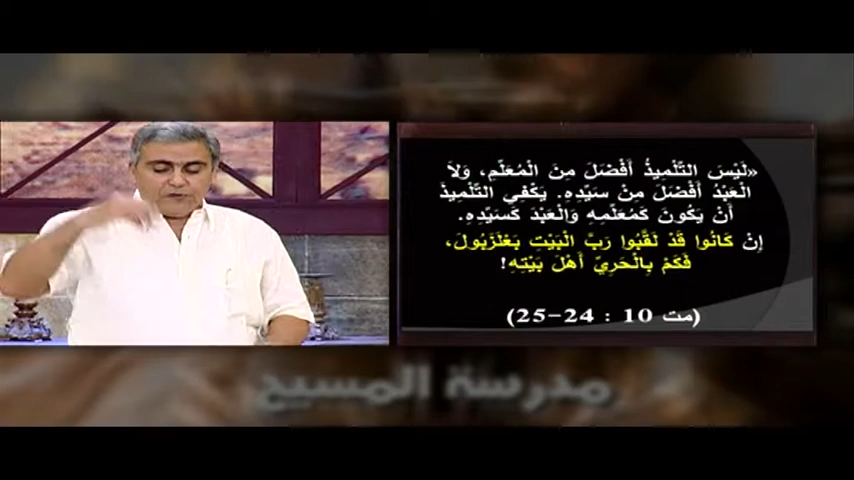 «لَيْسَ التِّلْمِيذُ أَفْضَلَ مِنَ الْمُعَلِّمِ، وَلاَ
الْعَبْدُ أَفْضَلَ مِنْ سَيِّدِهِ. يَكْفِي التِّلْمِيذَ
أَنْ يَكُونَ كَمُعَلِّمِهِ وَالْعَبْدَ كَسَيِّدِهِ.
إِنْ كَانُوا قَدْ لَقَّبُوا رَبَّ الْبَيْتِ بَعْلَزَبُولَ،
فَكَمْ بِالْحَرِيِّ أَهْلَ بَيْتِهِ!
(مت 10 : 24-25)
مدرسة المسيح